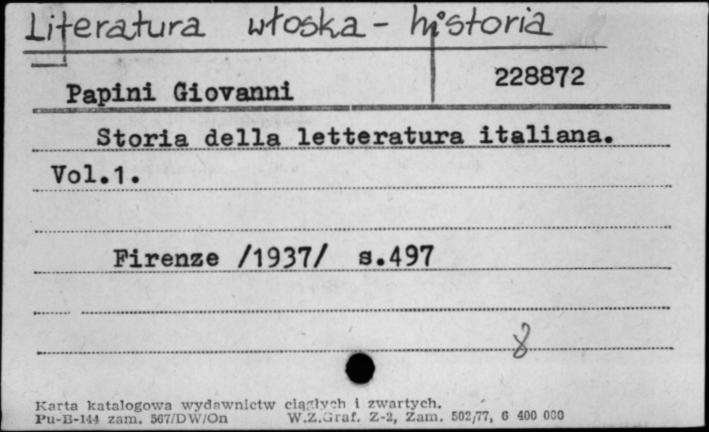 Literatura włoska - historia
228872
Papini Giovanni
Storia della letteratura italiana.
Vol.1.
Firenze /1937/ s.497
8
Karta katalogowa wydawnictw ciągłych i zwartych.
Pu-B-144 zam. 567/DW/On W.Z.Graf. Z-2, Zam. 502/77, 6 400 000